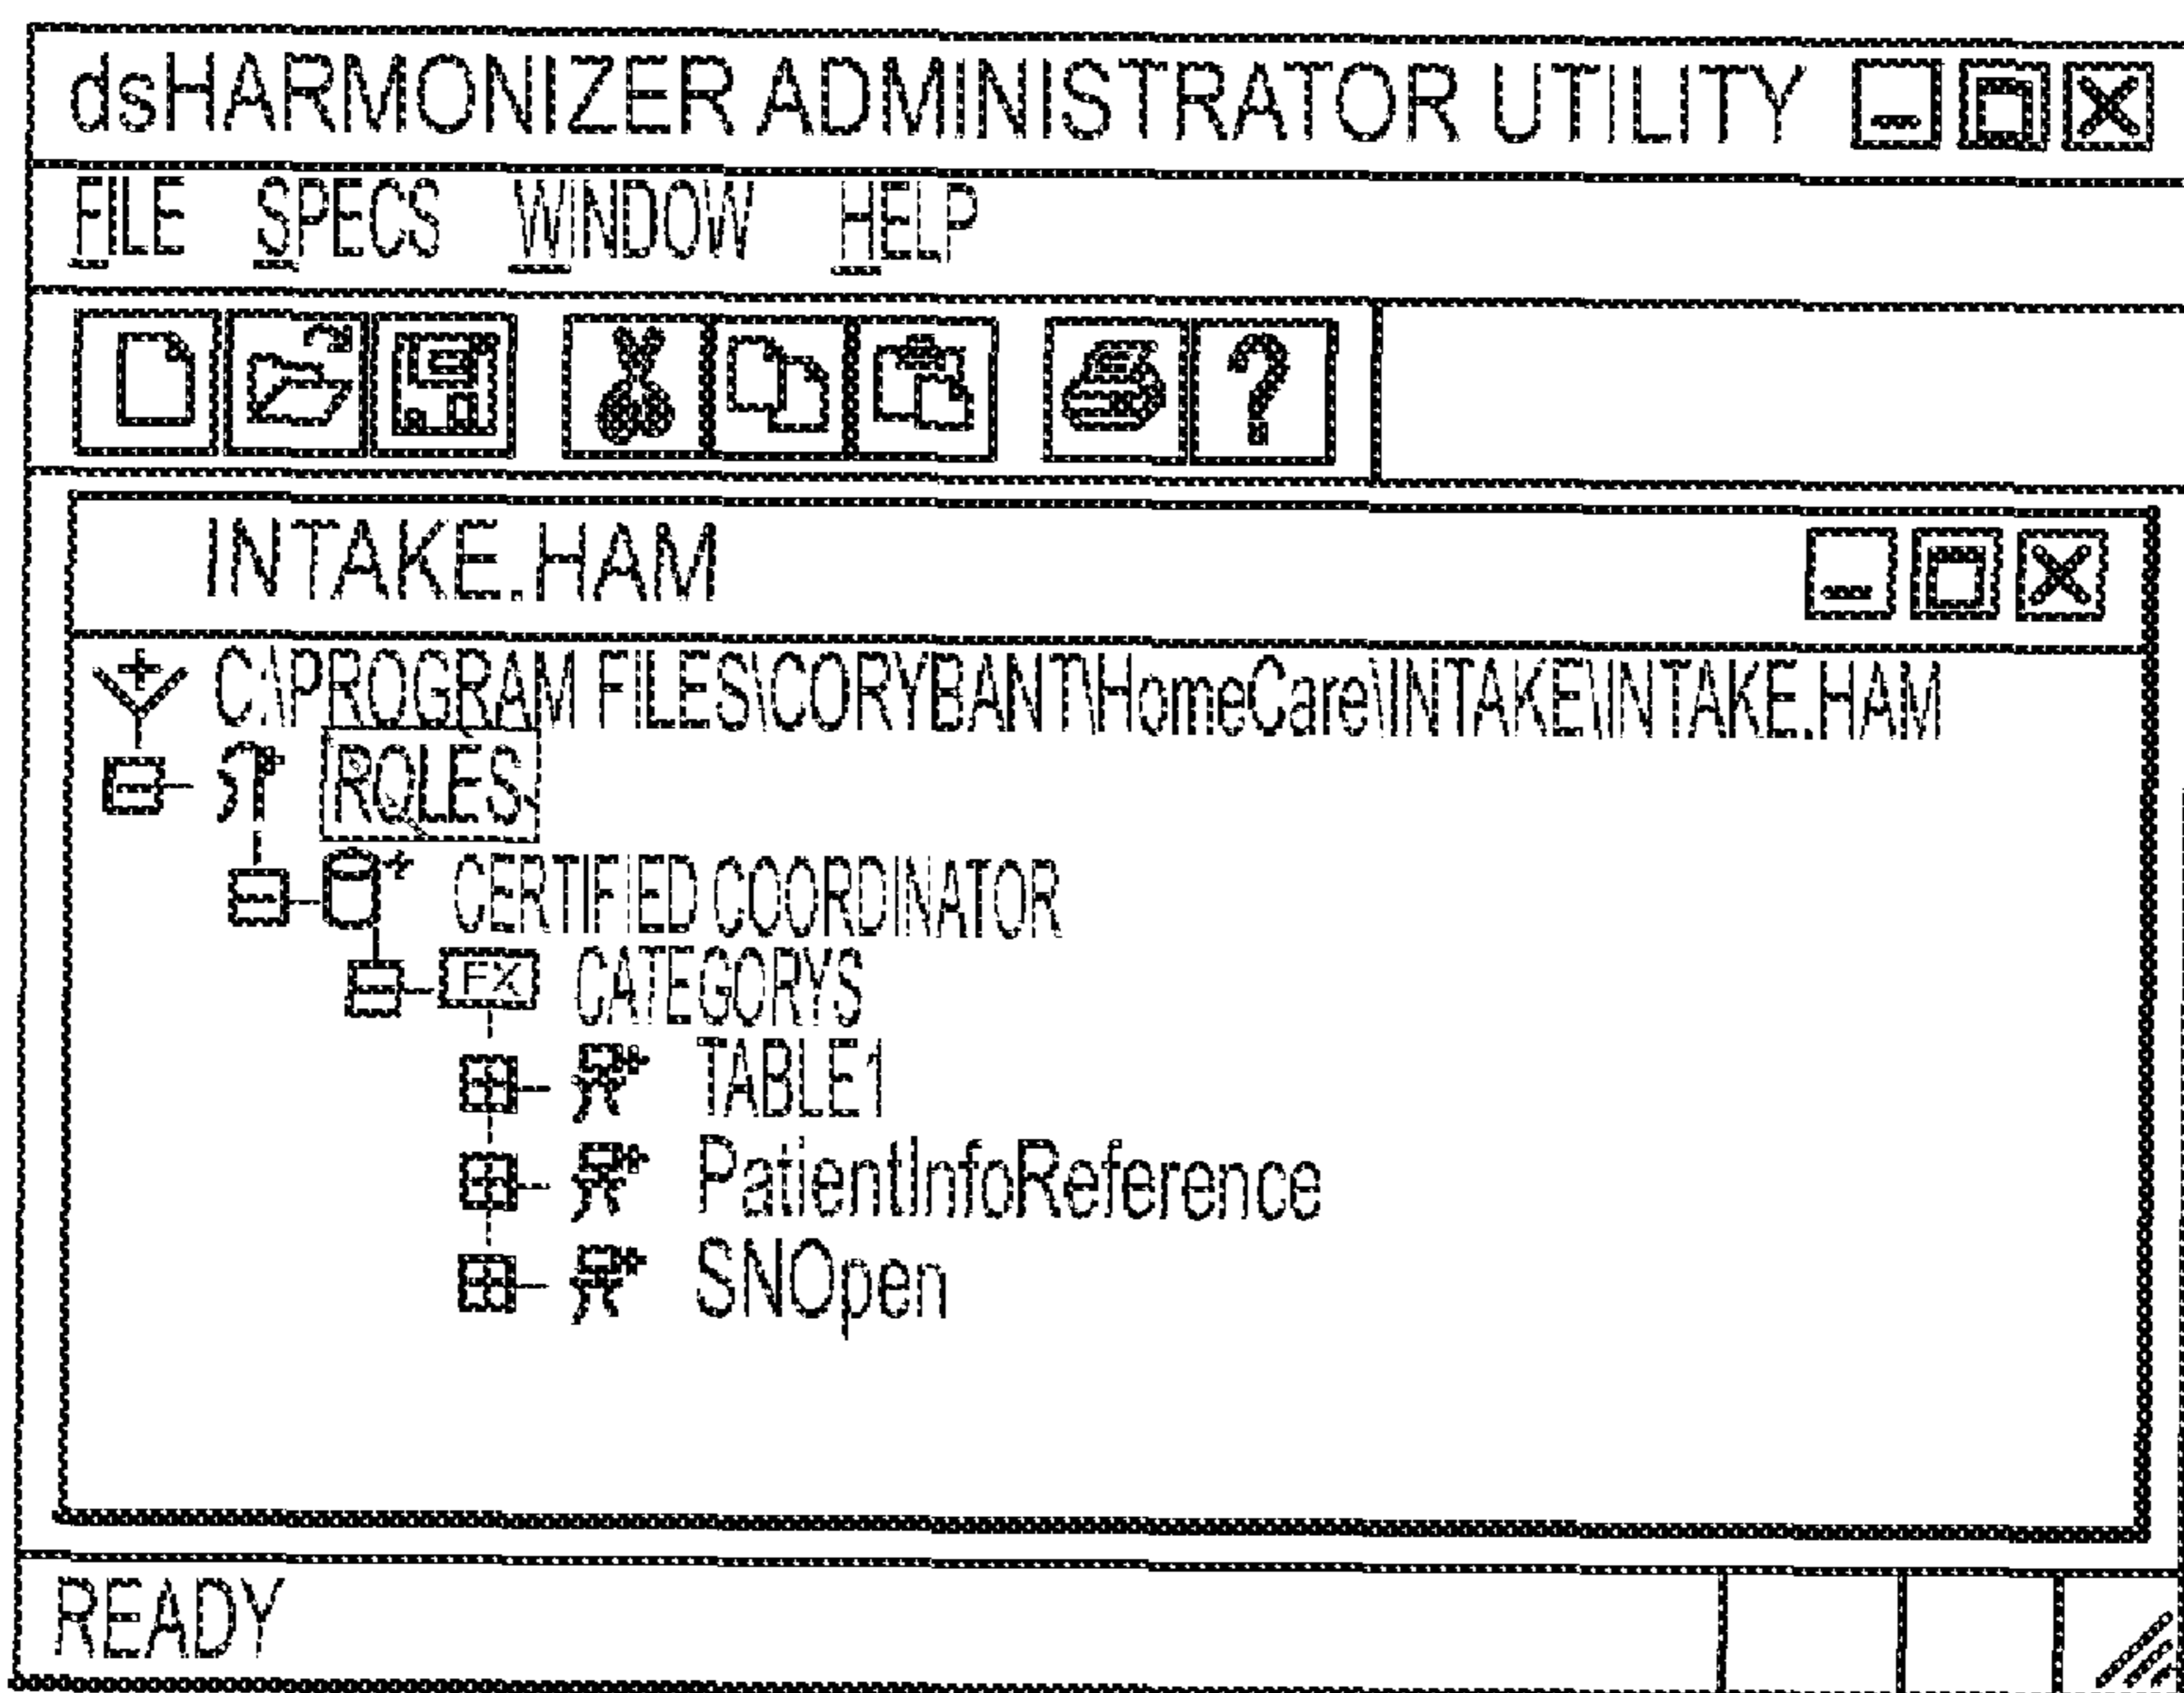 dsHARMONIZER ADMINISTRATOR UTILITY
FILE SPECS WINDOW HELP
?
INTAKE.HAM
C:\PROGRAM FILES\CORYBANT\HomeCare\INTAKE\INTAKE.HAM
ROLES
CERTIFIED COORDINATOR
FX CATEGORYS
TABLE1
PatientInfoReference
SNOpen
READY